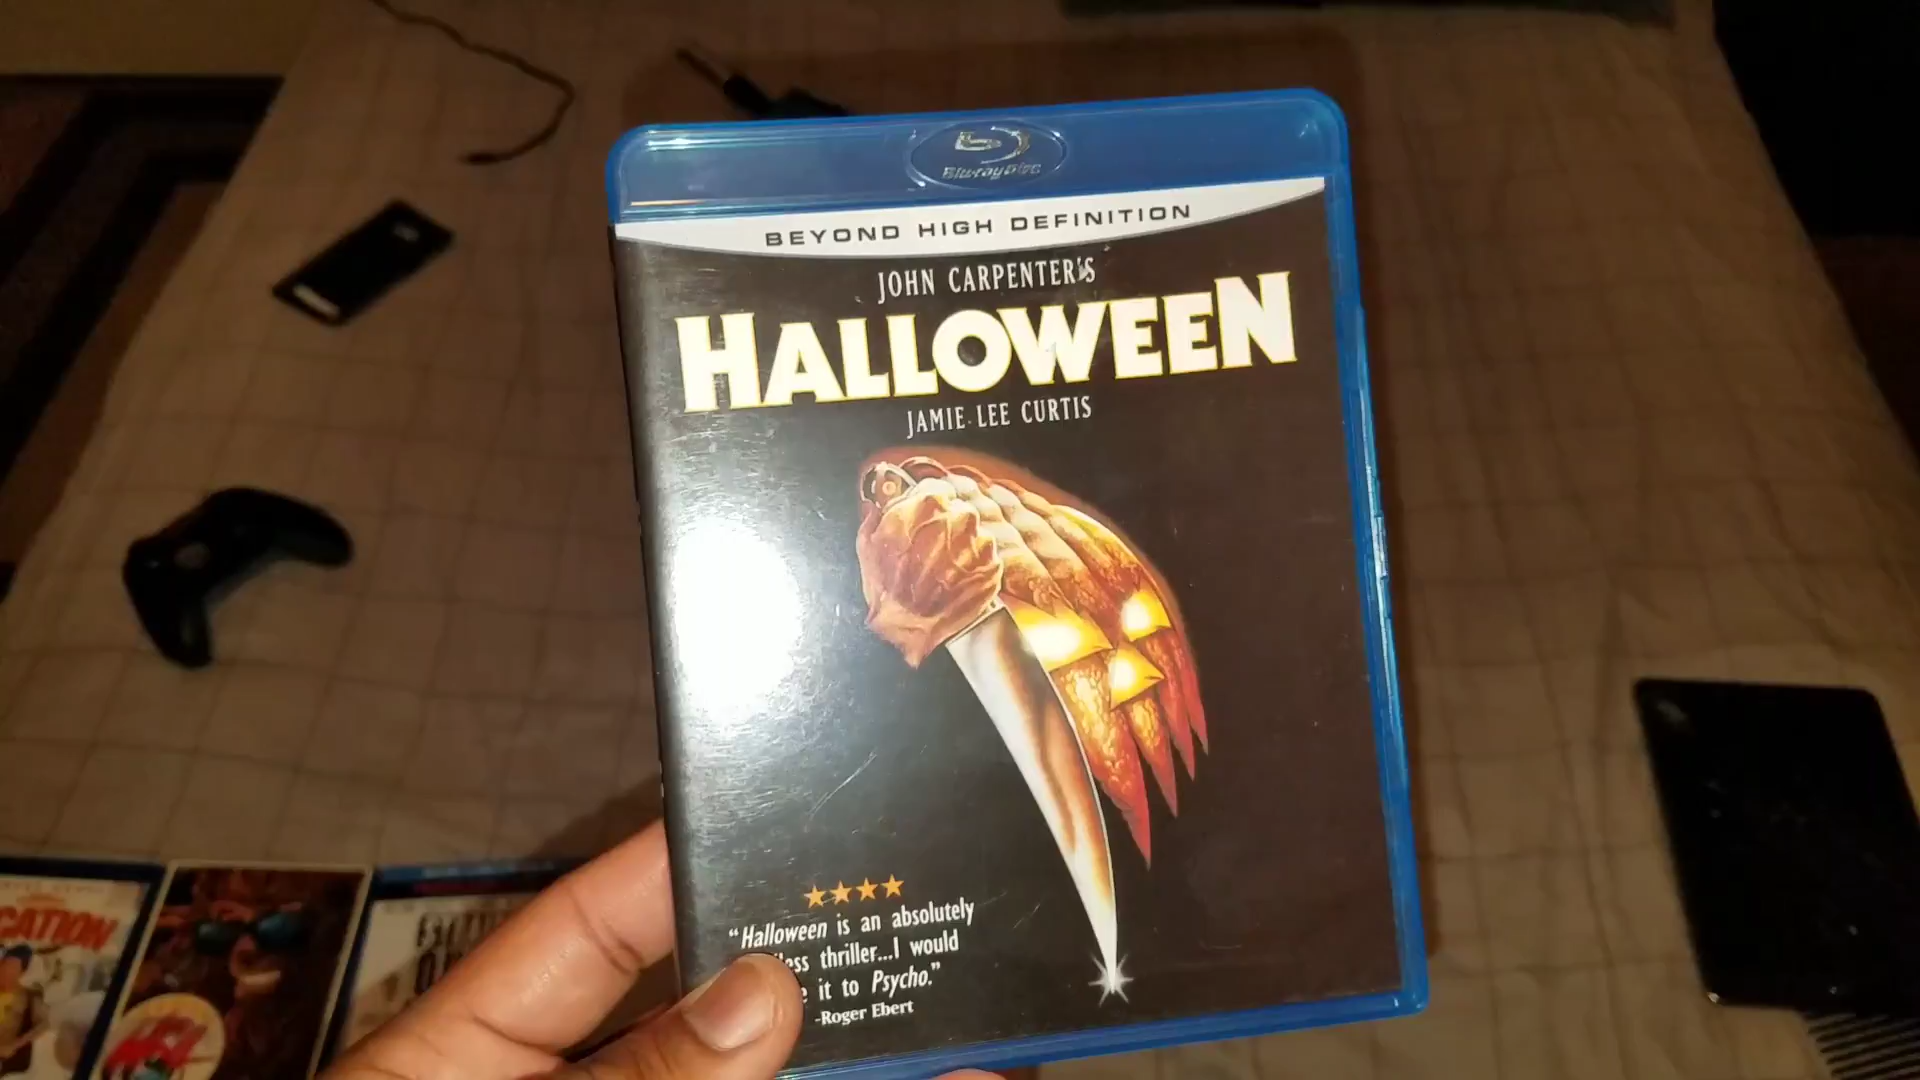 Blu-ray Disc
BEYOND HIGH DEFINITION
JOHN CARPENTER'S
HALLOWEEN
JAMIE LEE CURTIS
"Halloween is an absolutely
thriller...I would
it to Psycho."
-Roger Ebert
CATION